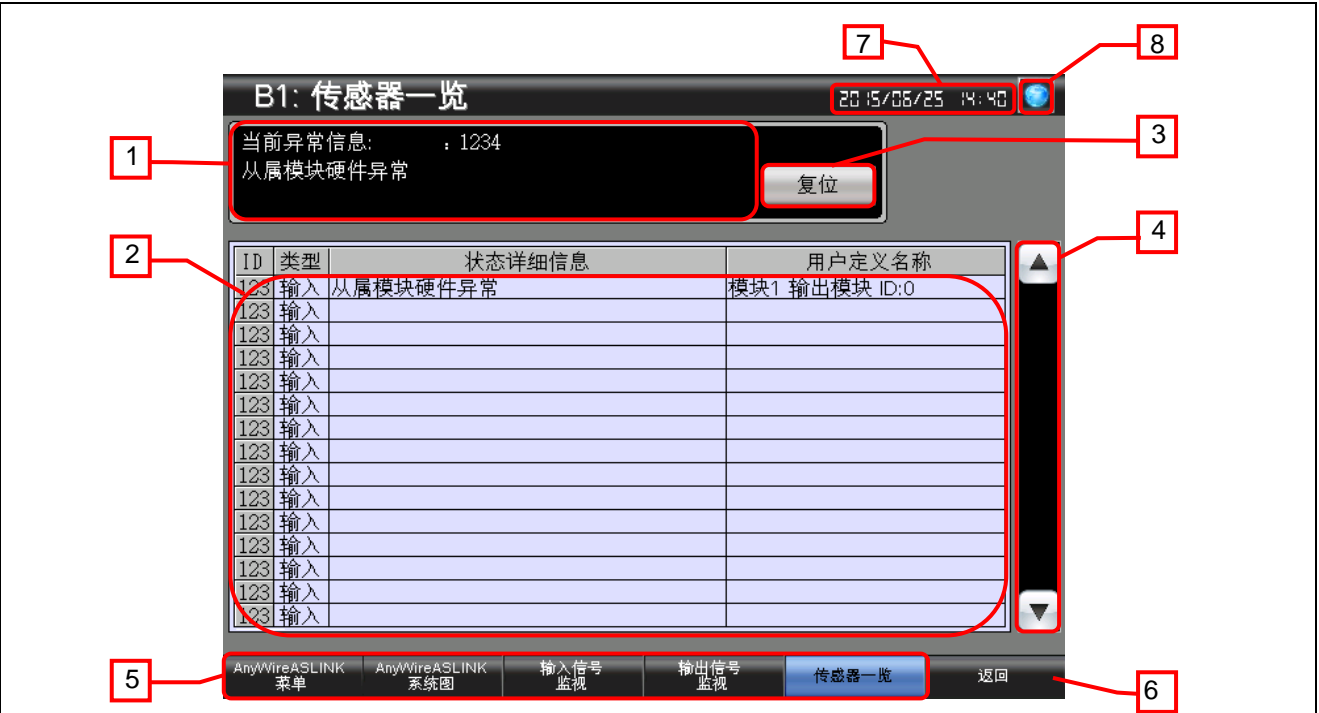 7
8
B1: 传感器一览
2015/06/25 14:40
当前异常信息: : 1234
从属模块硬件异常
1
3
复位
2
4
ID 类型 状态详细信息 用户定义名称
123 输入 从属模块硬件异常 模块1 输出模块 ID:0
123 输入
123 输入
123 输入
123 输入
123 输入
123 输入
123 输入
123 输入
123 输入
123 输入
123 输入
123 输入
123 输入
123 输入
5
AnyWireASLINK
菜单
AnyWireASLINK
系统图
输入信号
监视
输出信号
监视
传感器一览
返回
6